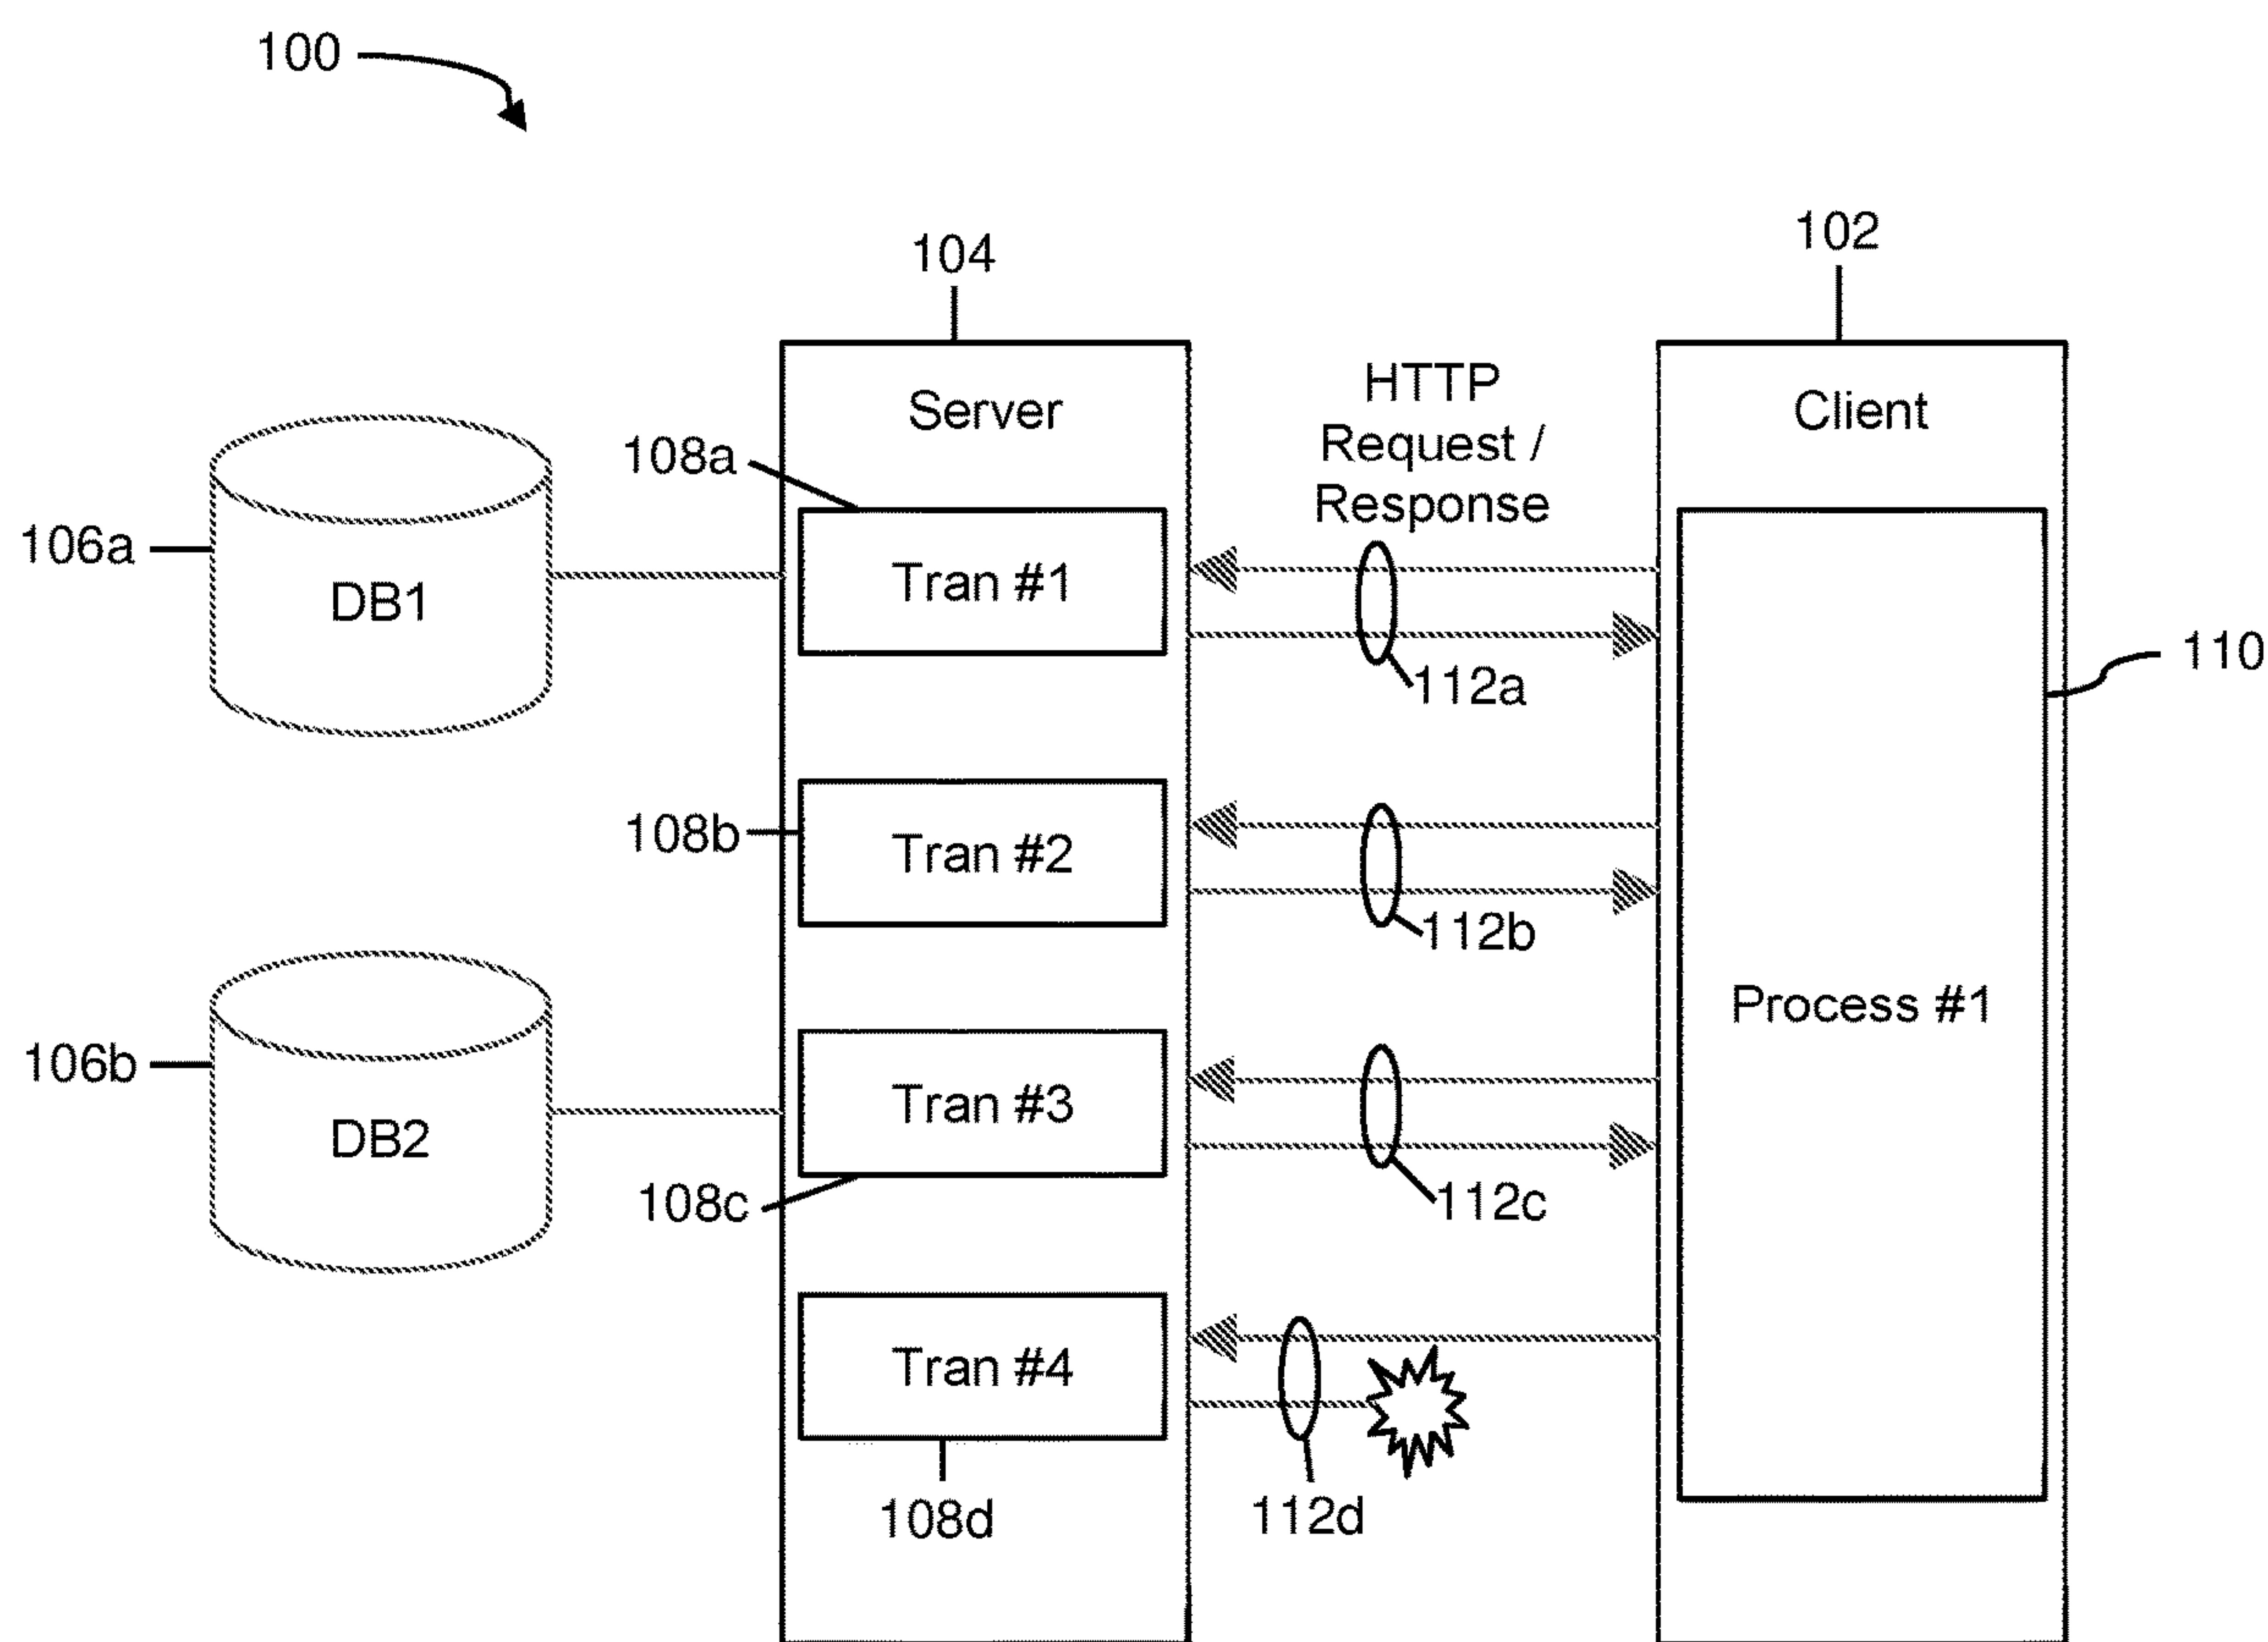 100
104
102
Server
HTTP
Request /
Response
Client
108a
106a
DB1
Tran #1
110
112a
108b
Tran #2
112b
Process #1
106b
DB2
Tran #3
108c
112c
Tran #4
108d
112d